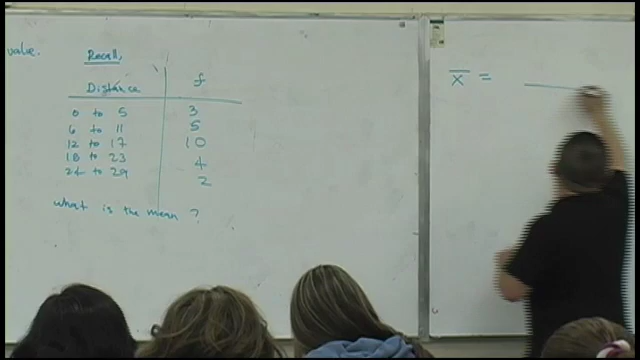 value.
Recall,
Distance f
0 to 5 3
6 to 11 5
12 to 17 10
18 to 23 4
24 to 29 2
what is the mean ?
x̅ =